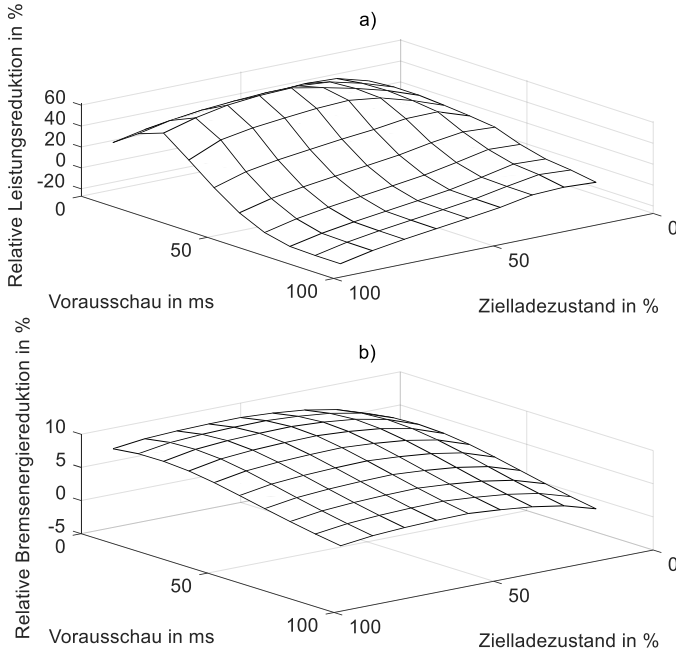 a)
Relative Leistungsreduktion in %
60
40
20
0
-20
0
50
100
Vorausschau in ms
100
50
0
Zielladezustand in %
b)
Relative Bremsenergiereduktion in %
10
5
0
-5
0
50
100
Vorausschau in ms
100
50
0
Zielladezustand in %